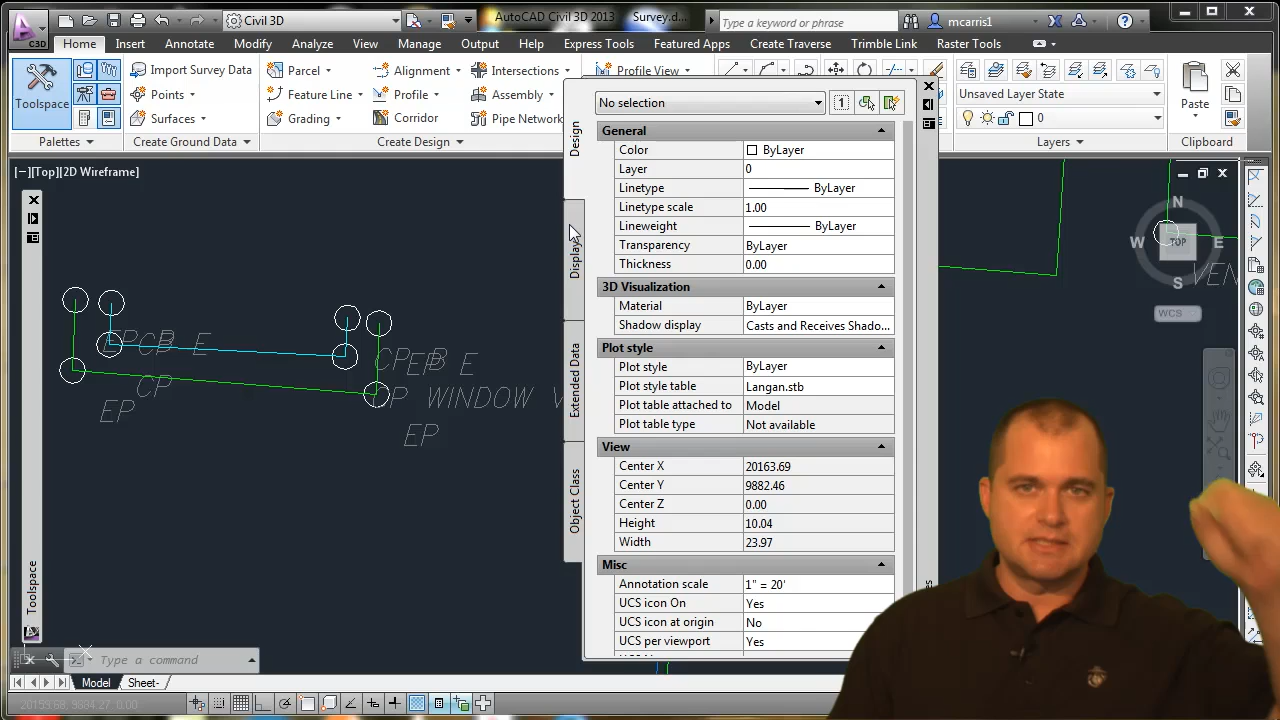 Civil 3D
AutoCAD Civil 3D 2013
Survey.d...
Type a keyword or phrase
mcarris1
C3D
Home
Insert
Annotate
Modify
Analyze
View
Manage
Output
Help
Express Tools
Featured Apps
Create Traverse
Trimble Link
Raster Tools
Toolspace
Import Survey Data
Points
Surfaces
Parcel
Feature Line
Grading
Alignment
Profile
Corridor
Intersections
Assembly
Pipe Network
Profile View
Unsaved Layer State
0
Paste
Palettes
Create Ground Data
Create Design
Layers
Clipboard
[−][Top][2D Wireframe]
No selection
1
Design
Display
Extended Data
Object Class
General
Color ByLayer
Layer 0
Linetype ByLayer
Linetype scale 1.00
Lineweight ByLayer
Transparency ByLayer
Thickness 0.00
3D Visualization
Material ByLayer
Shadow display Casts and Receives Shado...
Plot style
Plot style ByLayer
Plot style table Langan.stb
Plot table attached to Model
Plot table type Not available
View
Center X 20163.69
Center Y 9882.46
Center Z 0.00
Height 10.04
Width 23.97
Misc
Annotation scale 1" = 20'
UCS icon On Yes
UCS icon at origin No
UCS per viewport Yes
N
W TOP E
S
WCS
E
CP
EP
E
CP WINDOW
EP
Toolspace
Type a command
Model
Sheet-